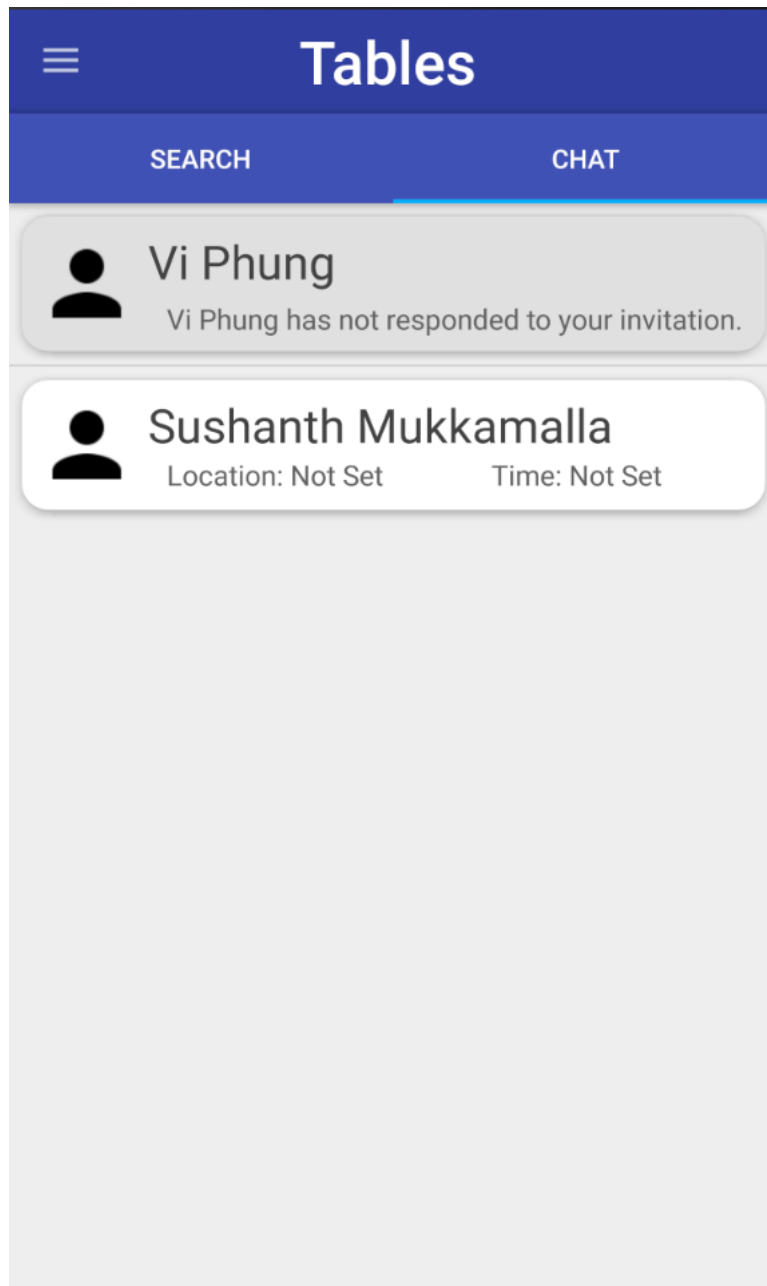 Tables
SEARCH CHAT
Vi Phung
Vi Phung has not responded to your invitation.
Sushanth Mukkamalla
Location: Not Set Time: Not Set